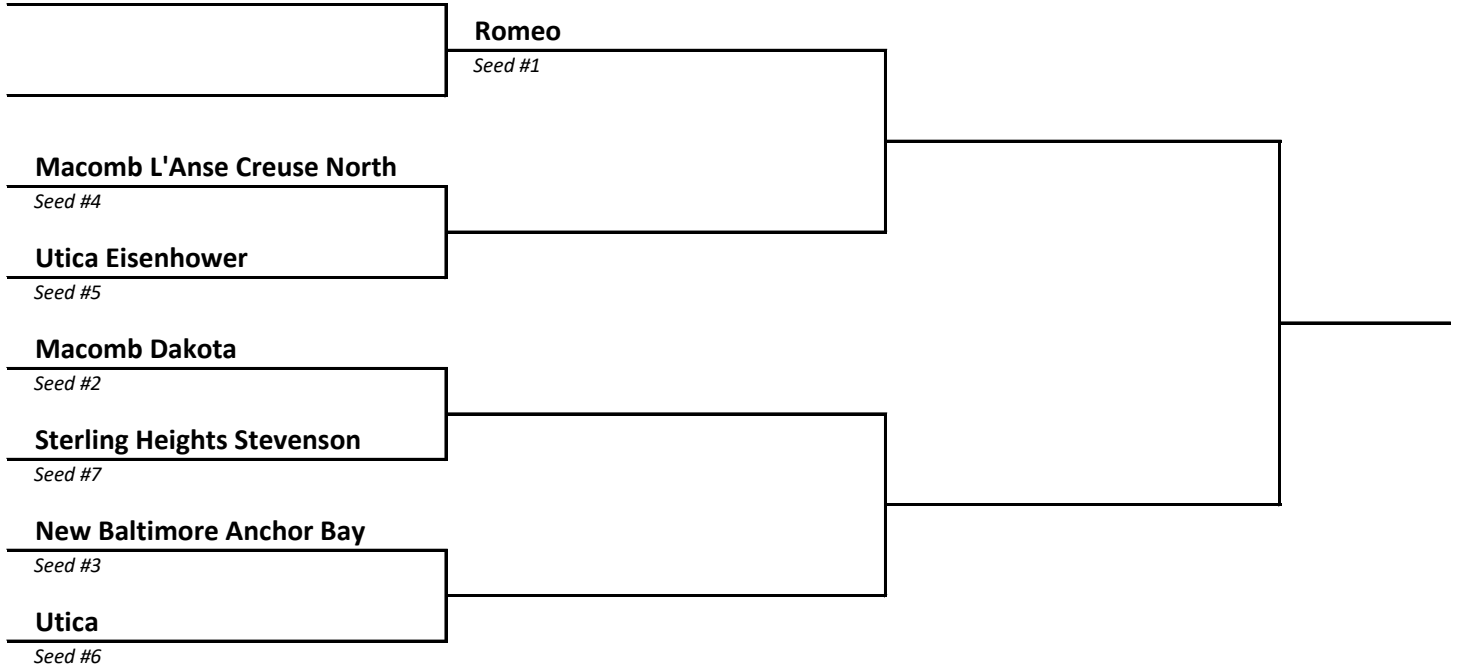 Romeo
Seed #1
Macomb L'Anse Creuse North
Seed #4
Utica Eisenhower
Seed #5
Macomb Dakota
Seed #2
Sterling Heights Stevenson
Seed #7
New Baltimore Anchor Bay
Seed #3
Utica
Seed #6